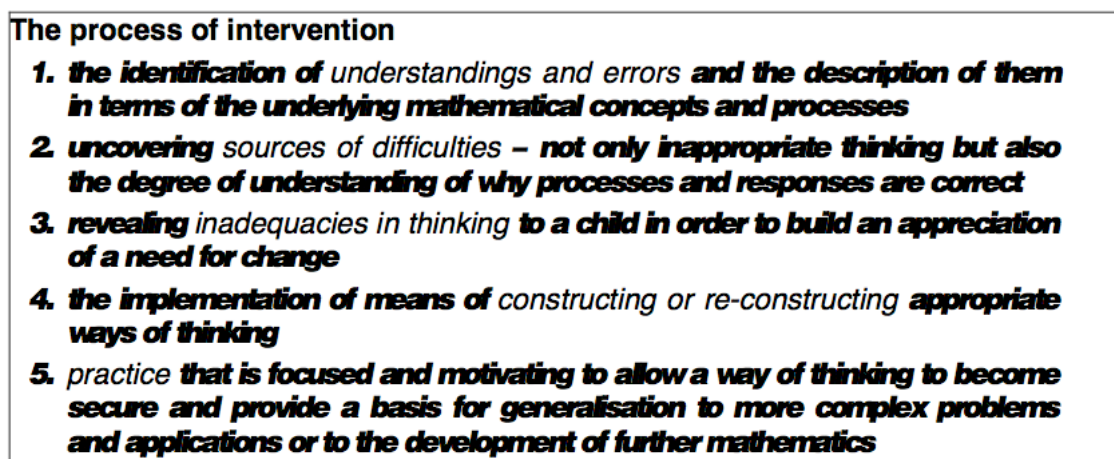 The process of intervention
1. the identification of understandings and errors and the description of them
in terms of the underlying mathematical concepts and processes
2. uncovering sources of difficulties – not only inappropriate thinking but also
the degree of understanding of why processes and responses are correct
3. revealing inadequacies in thinking to a child in order to build an appreciation
of a need for change
4. the implementation of means of constructing or re-constructing appropriate
ways of thinking
5. practice that is focused and motivating to allow a way of thinking to become
secure and provide a basis for generalisation to more complex problems
and applications or to the development of further mathematics